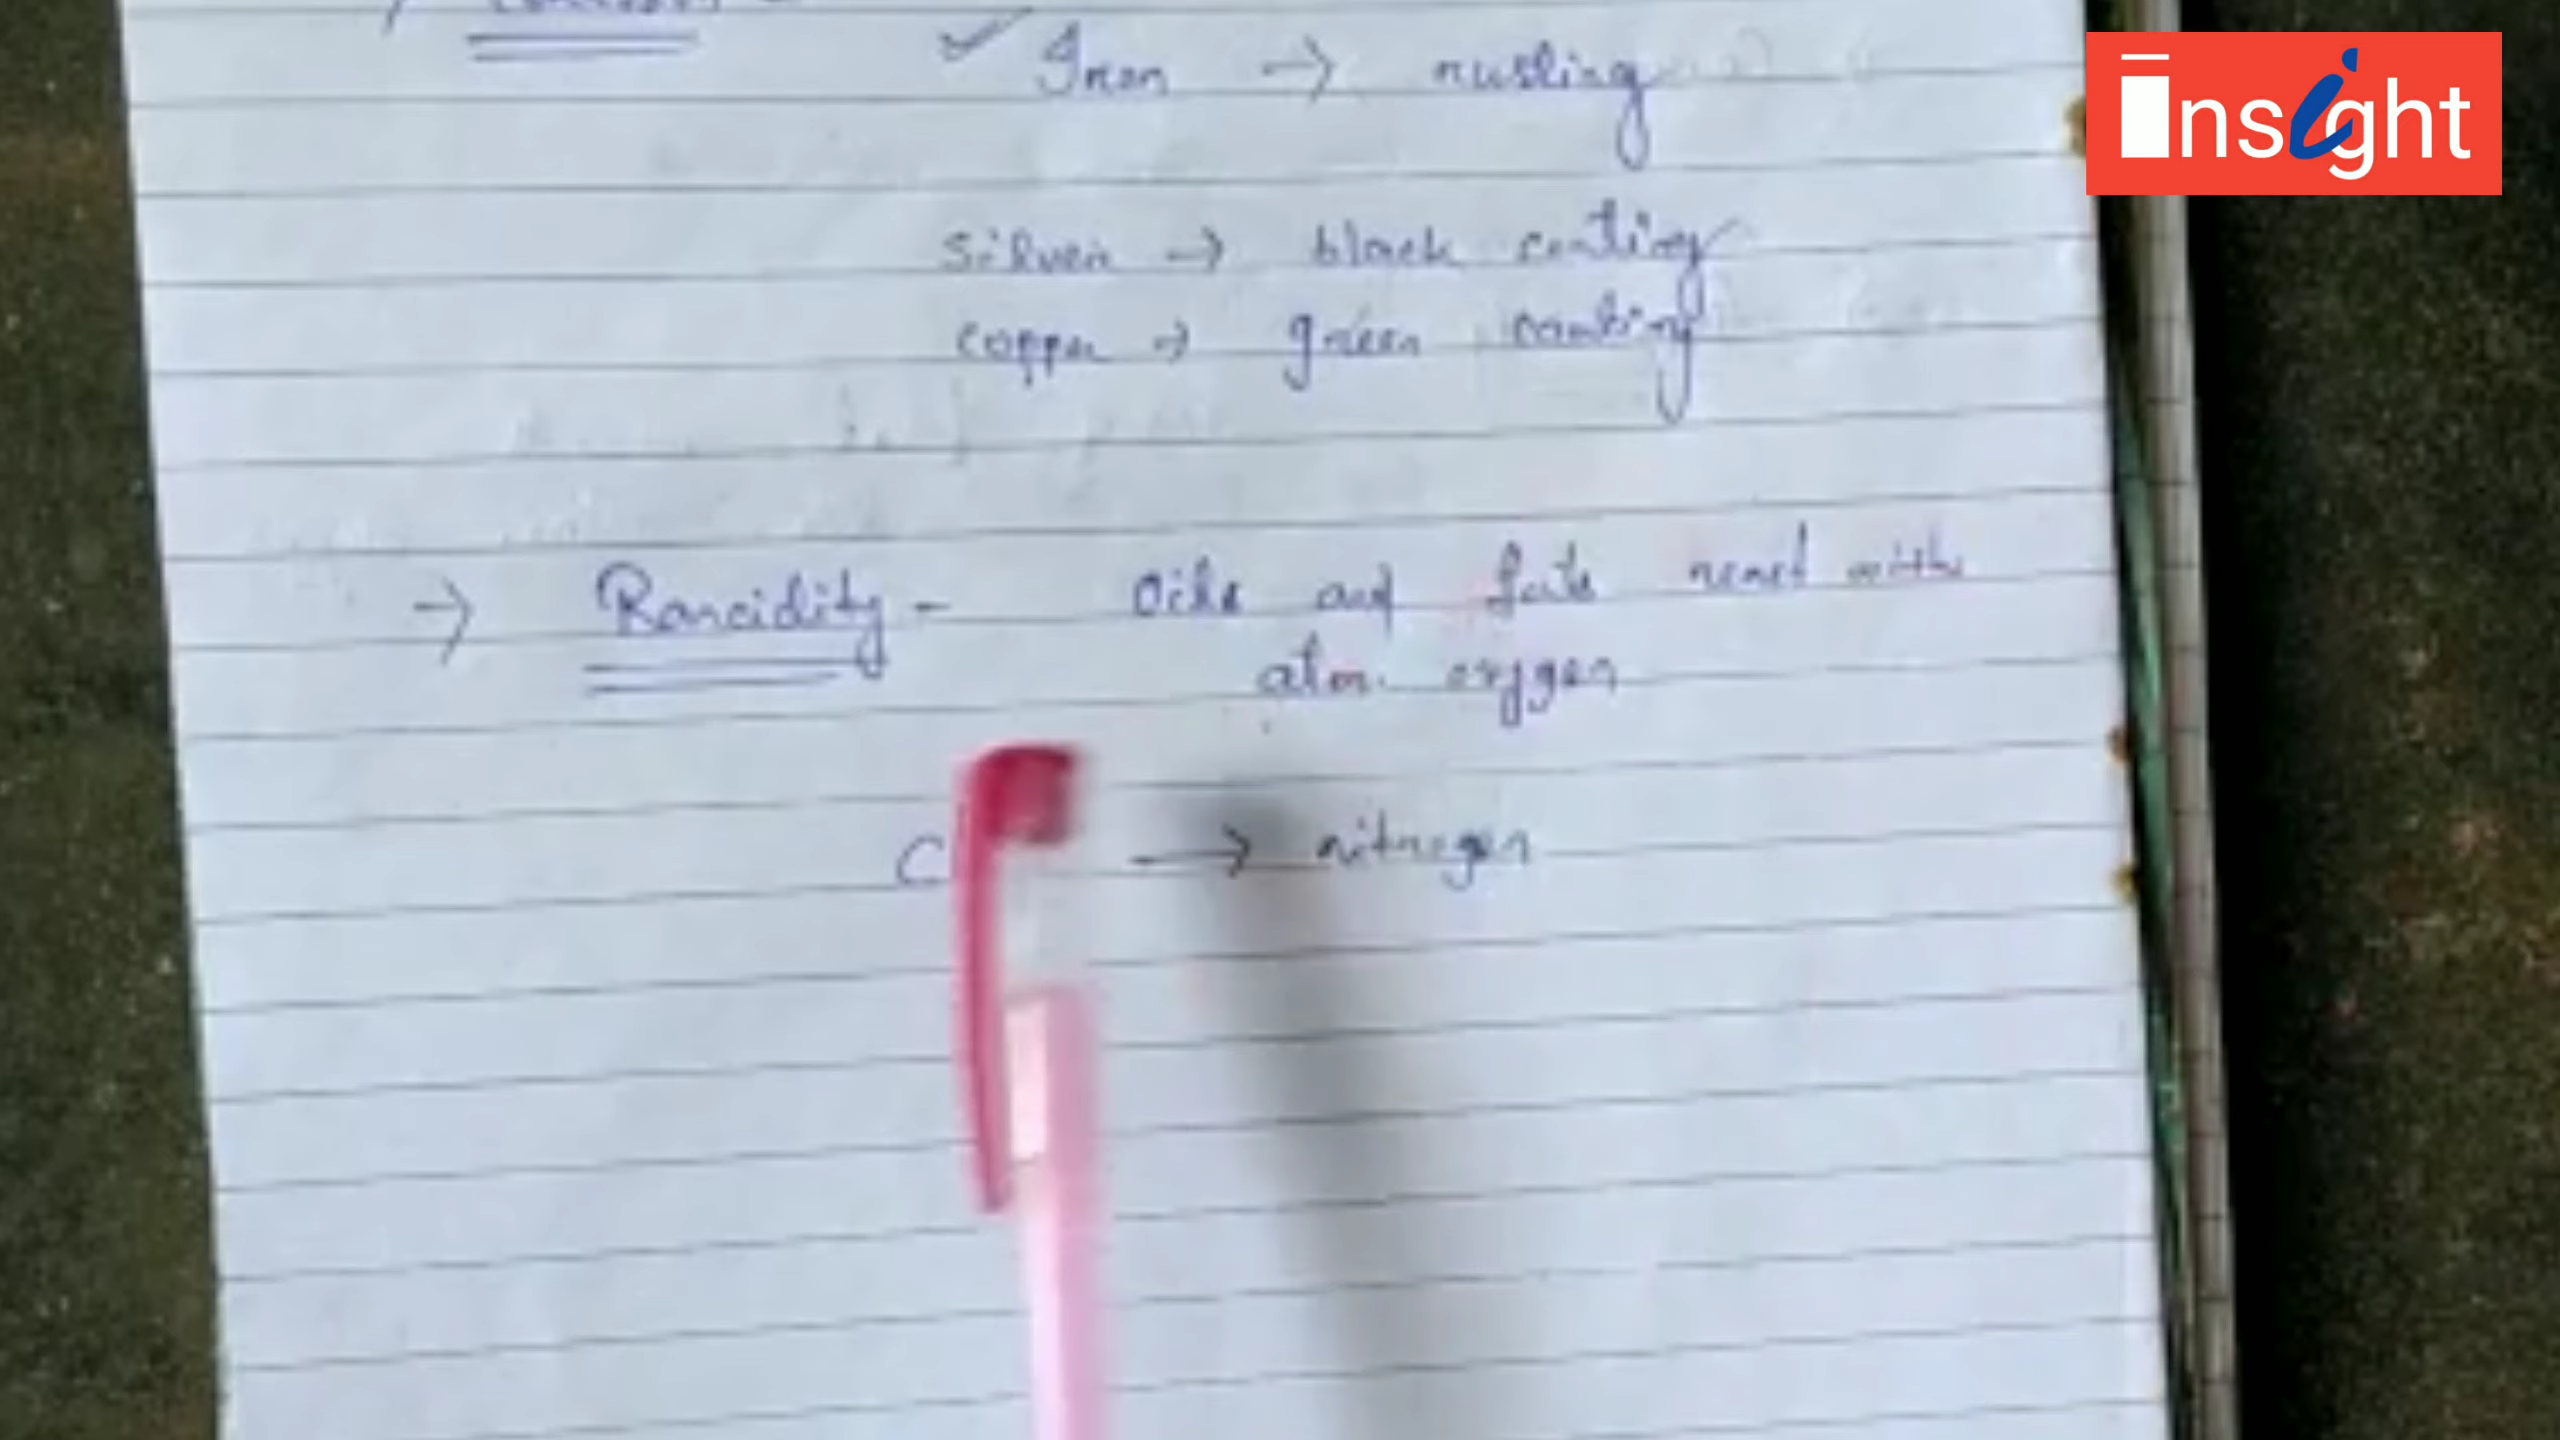 Iron → rusting
Insight
Silver → black coating
copper → green coating
→ Rancidity - Oils and fats react with
atm. oxygen
C → nitrogen